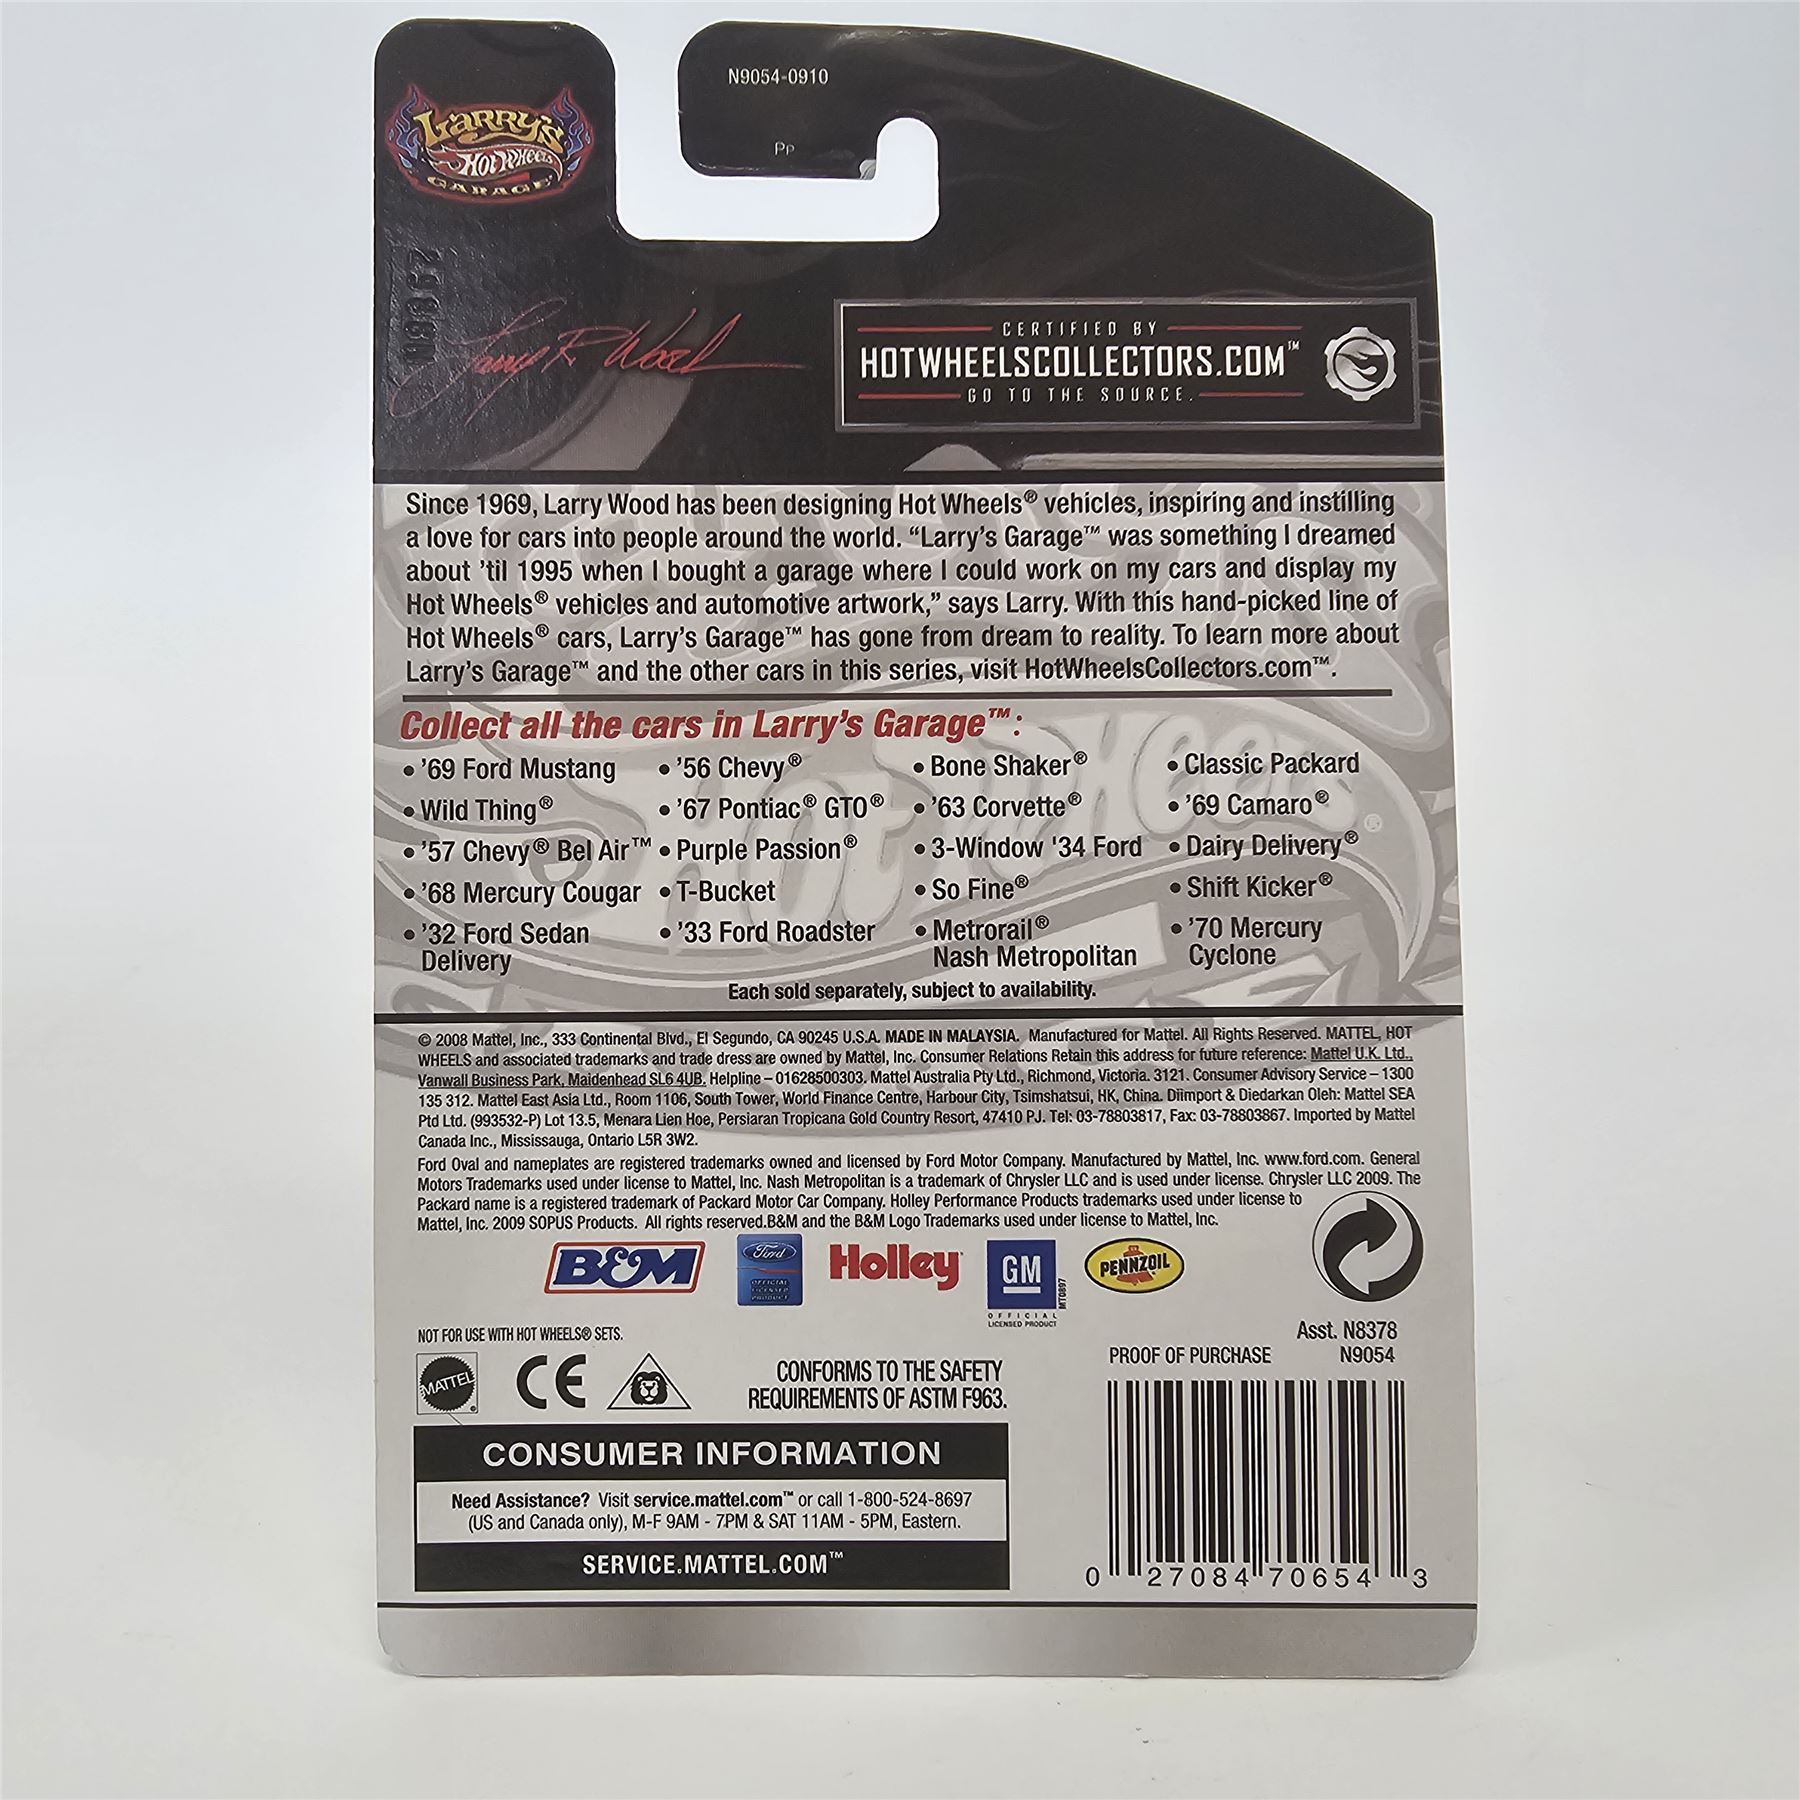 N9054-0910
Pp
Larry's
Hot Wheels
GARAGE
Larry R Wood
CERTIFIED BY
HOTWHEELSCOLLECTORS.COM™
GO TO THE SOURCE.
Since 1969, Larry Wood has been designing Hot Wheels® vehicles, inspiring and instilling
a love for cars into people around the world. “Larry’s Garage™ was something I dreamed
about ’til 1995 when I bought a garage where I could work on my cars and display my
Hot Wheels® vehicles and automotive artwork,” says Larry. With this hand-picked line of
Hot Wheels® cars, Larry’s Garage™ has gone from dream to reality. To learn more about
Larry’s Garage™ and the other cars in this series, visit HotWheelsCollectors.com™.
Collect all the cars in Larry’s Garage™:
• ’69 Ford Mustang
• Wild Thing®
• ’57 Chevy® Bel Air™
• ’68 Mercury Cougar
• ’32 Ford Sedan
Delivery
• ’56 Chevy®
• ’67 Pontiac® GTO®
• Purple Passion®
• T-Bucket
• ’33 Ford Roadster
• Bone Shaker®
• ’63 Corvette®
• 3-Window '34 Ford
• So Fine®
• Metrorail®
Nash Metropolitan
• Classic Packard
• ’69 Camaro®
• Dairy Delivery®
• Shift Kicker®
• ’70 Mercury
Cyclone
Each sold separately, subject to availability.
© 2008 Mattel, Inc., 333 Continental Blvd., El Segundo, CA 90245 U.S.A. MADE IN MALAYSIA. Manufactured for Mattel. All Rights Reserved. MATTEL, HOT
WHEELS and associated trademarks and trade dress are owned by Mattel, Inc. Consumer Relations Retain this address for future reference: Mattel U.K. Ltd.,
Vanwall Business Park, Maidenhead SL6 4UB. Helpline – 01628500303. Mattel Australia Pty Ltd., Richmond, Victoria. 3121. Consumer Advisory Service – 1300
135 312. Mattel East Asia Ltd., Room 1106, South Tower, World Finance Centre, Harbour City, Tsimshatsui, HK, China. Diimport & Diedarkan Oleh: Mattel SEA
Ptd Ltd. (993532-P) Lot 13.5, Menara Lien Hoe, Persiaran Tropicana Gold Country Resort, 47410 PJ. Tel: 03-78803817, Fax: 03-78803867. Imported by Mattel
Canada Inc., Mississauga, Ontario L5R 3W2.
Ford Oval and nameplates are registered trademarks owned and licensed by Ford Motor Company. Manufactured by Mattel, Inc. www.ford.com. General
Motors Trademarks used under license to Mattel, Inc. Nash Metropolitan is a trademark of Chrysler LLC and is used under license. Chrysler LLC 2009. The
Packard name is a registered trademark of Packard Motor Car Company. Holley Performance Products trademarks used under license to
Mattel, Inc. 2009 SOPUS Products. All rights reserved.B&M and the B&M Logo Trademarks used under license to Mattel, Inc.
B&M
Ford
OFFICIAL
LICENSED
PRODUCT
Holley
GM
OFFICIAL
LICENSED PRODUCT
MT0897
PENNZOIL
NOT FOR USE WITH HOT WHEELS® SETS.
Asst. N8378
N9054
PROOF OF PURCHASE
MATTEL
CE
CONFORMS TO THE SAFETY
REQUIREMENTS OF ASTM F963.
CONSUMER INFORMATION
Need Assistance? Visit service.mattel.com™ or call 1-800-524-8697
(US and Canada only), M-F 9AM - 7PM & SAT 11AM - 5PM, Eastern.
SERVICE.MATTEL.COM™
0 27084 70654 3